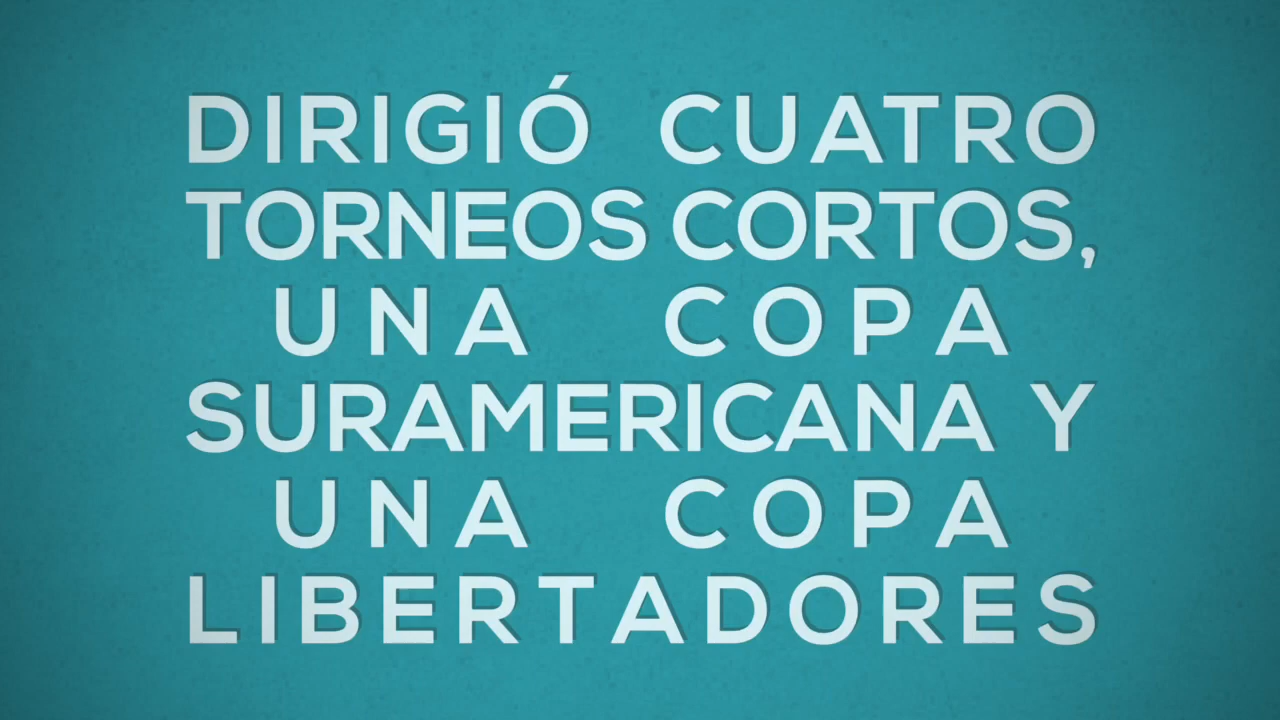 DIRIGIÓ CUATRO
TORNEOS CORTOS,
UNA COPA
SURAMERICANA Y
UNA COPA
LIBERTADORES